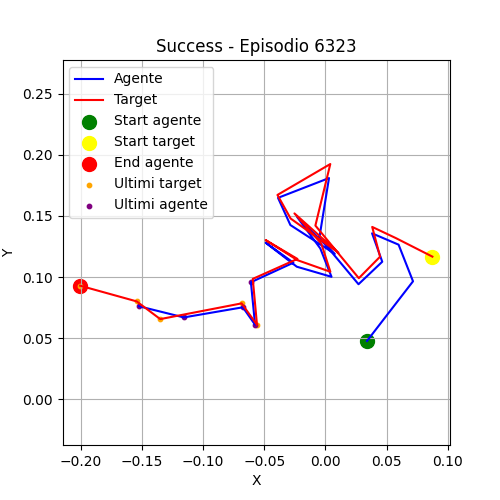 Success - Episodio 6323
Agente
Target
Start agente
Start target
End agente
Ultimi target
Ultimi agente
0.25
0.20
0.15
0.10
0.05
0.00
Y
−0.20 −0.15 −0.10 −0.05 0.00 0.05 0.10
X